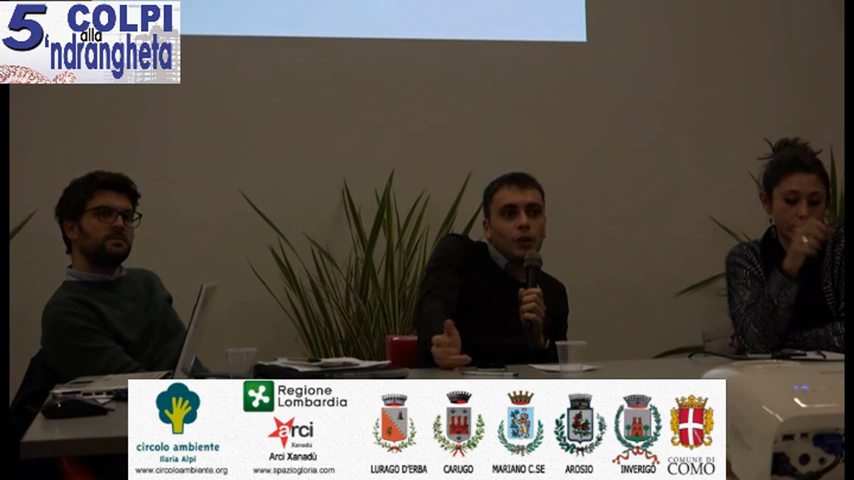 5 COLPI
alla
'ndrangheta
circolo ambiente
Ilaria Alpi
www.circoloambiente.org
Regione
Lombardia
arci
Xanadù
Arci Xanadù
www.spaziogloria.com
LURAGO D'ERBA
CARUGO
MARIANO C.SE
AROSIO
INVERIGO
COMUNE DI
COMO